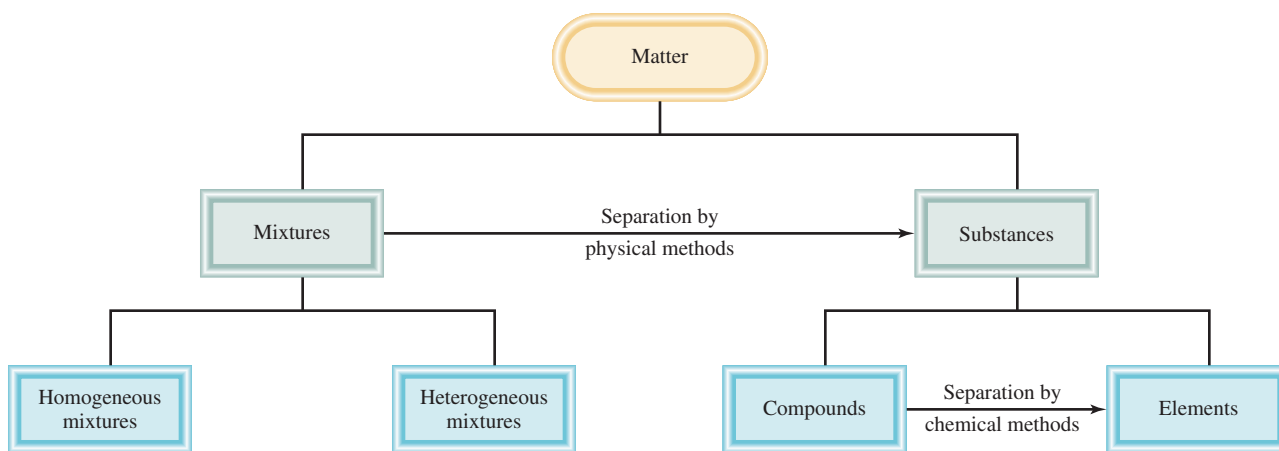 Matter
Mixtures
Separation by
physical methods
Substances
Homogeneous
mixtures
Heterogeneous
mixtures
Compounds
Separation by
chemical methods
Elements